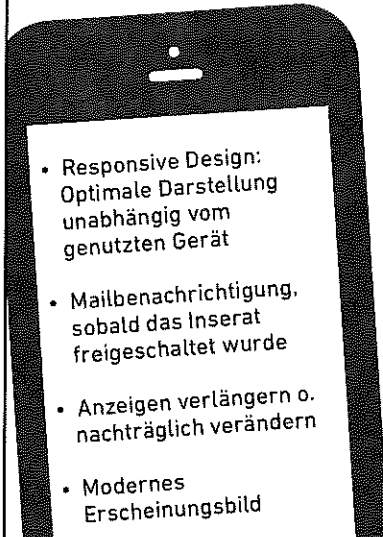 • Responsive Design:
Optimale Darstellung
unabhängig vom
genutzten Gerät
• Mailbenachrichtigung,
sobald das Inserat
freigeschaltet wurde
• Anzeigen verlängern o.
nachträglich verändern
• Modernes
Erscheinungsbild